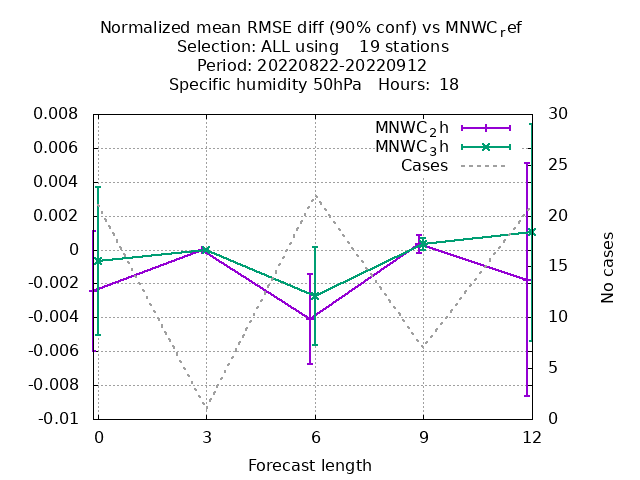 Normalized mean RMSE diff (90% conf) vs MNWC_ref
Selection: ALL using    19 stations
Period: 20220822-20220912
Specific humidity 50hPa   Hours: 18
MNWC_2h
MNWC_3h
Cases
0.008
0.006
0.004
0.002
0
-0.002
-0.004
-0.006
-0.008
-0.01
30
25
20
15
10
5
0
No cases
0 3 6 9 12
Forecast length